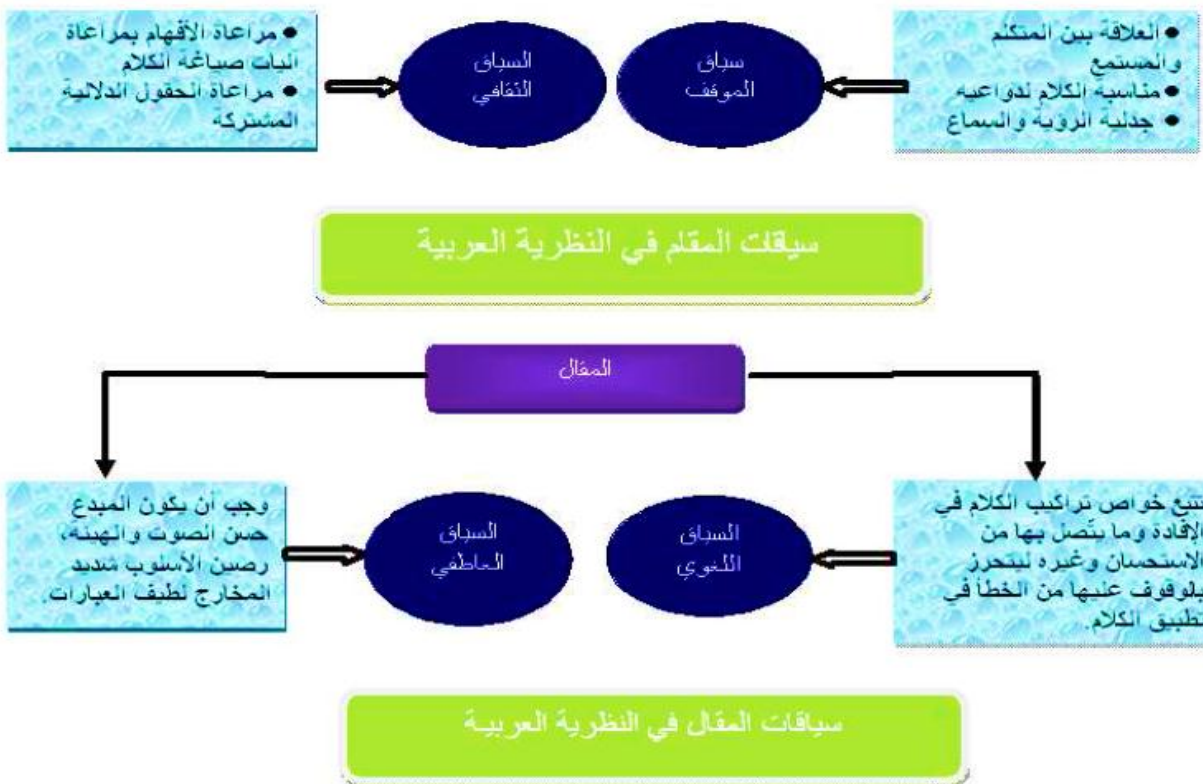 ● العلاقة بين المتكلم
والمستمع
● مناسبة الكلام لدواعيه
● جدلية الرؤية والسماع
سياق
الموقف
السياق
الثقافي
● مراعاة الأفهام بمراعاة
اليات صياغة الكلام
● مراعاة الحقول الدلالية
المشتركة
سياقات المقام في النظرية العربية
المقال
تتبع خواص تراكيب الكلام في
الإفادة وما يتصل بها من
الاستحسان وغيره ليتحرز
بلوقوف عليها من الخطأ في
تطبيق الكلام.
السياق
اللغوي
السياق
العاطفي
وجب أن يكون المبدع
حسن الصوت والهيئة،
رصين الأسلوب شديد
المخارج لطيف العبارات.
سياقات المقال في النظرية العربية